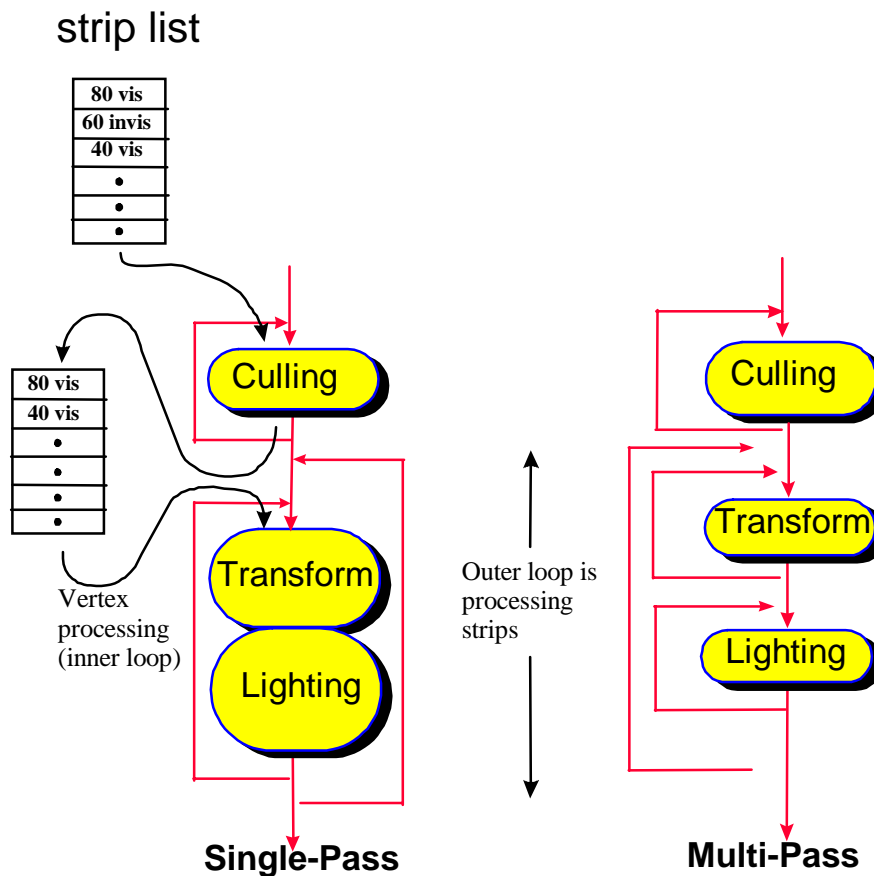 strip list
80 vis
60 invis
40 vis
Culling
80 vis
40 vis
Transform
Lighting
Vertex
processing
(inner loop)
Single-Pass
Outer loop is
processing
strips
Culling
Transform
Lighting
Multi-Pass